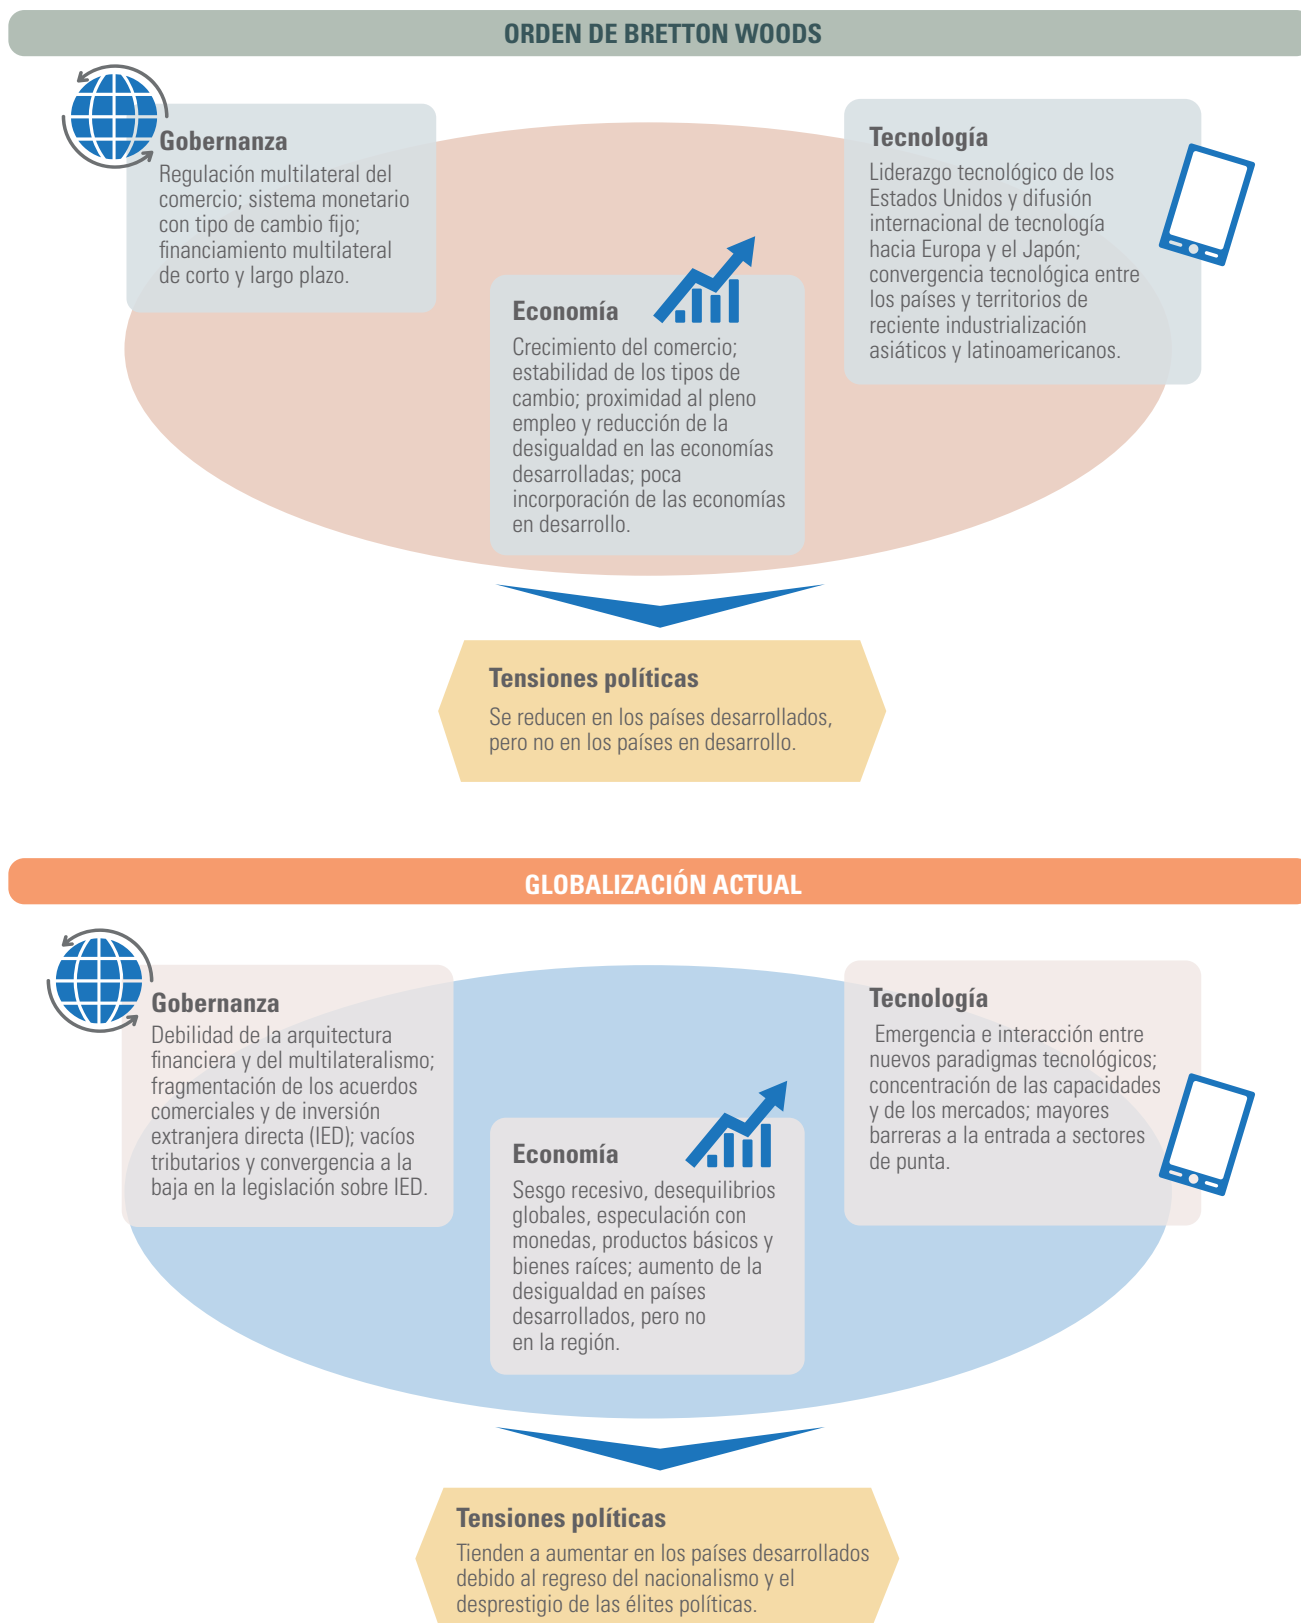 ORDEN DE BRETTON WOODS
Gobernanza
Regulación multilateral del
comercio; sistema monetario
con tipo de cambio fijo;
financiamiento multilateral
de corto y largo plazo.
Economía
Crecimiento del comercio;
estabilidad de los tipos de
cambio; proximidad al pleno
empleo y reducción de la
desigualdad en las economías
desarrolladas; poca
incorporación de las economías
en desarrollo.
Tecnología
Liderazgo tecnológico de los
Estados Unidos y difusión
internacional de tecnología
hacia Europa y el Japón;
convergencia tecnológica entre
los países y territorios de
reciente industrialización
asiáticos y latinoamericanos.
Tensiones políticas
Se reducen en los países desarrollados,
pero no en los países en desarrollo.
GLOBALIZACIÓN ACTUAL
Gobernanza
Debilidad de la arquitectura
financiera y del multilateralismo;
fragmentación de los acuerdos
comerciales y de inversión
extranjera directa (IED); vacíos
tributarios y convergencia a la
baja en la legislación sobre IED.
Economía
Sesgo recesivo, desequilibrios
globales, especulación con
monedas, productos básicos y
bienes raíces; aumento de la
desigualdad en países
desarrollados, pero no
en la región.
Tecnología
Emergencia e interacción entre
nuevos paradigmas tecnológicos;
concentración de las capacidades
y de los mercados; mayores
barreras a la entrada a sectores
de punta.
Tensiones políticas
Tienden a aumentar en los países desarrollados
debido al regreso del nacionalismo y el
desprestigio de las élites políticas.